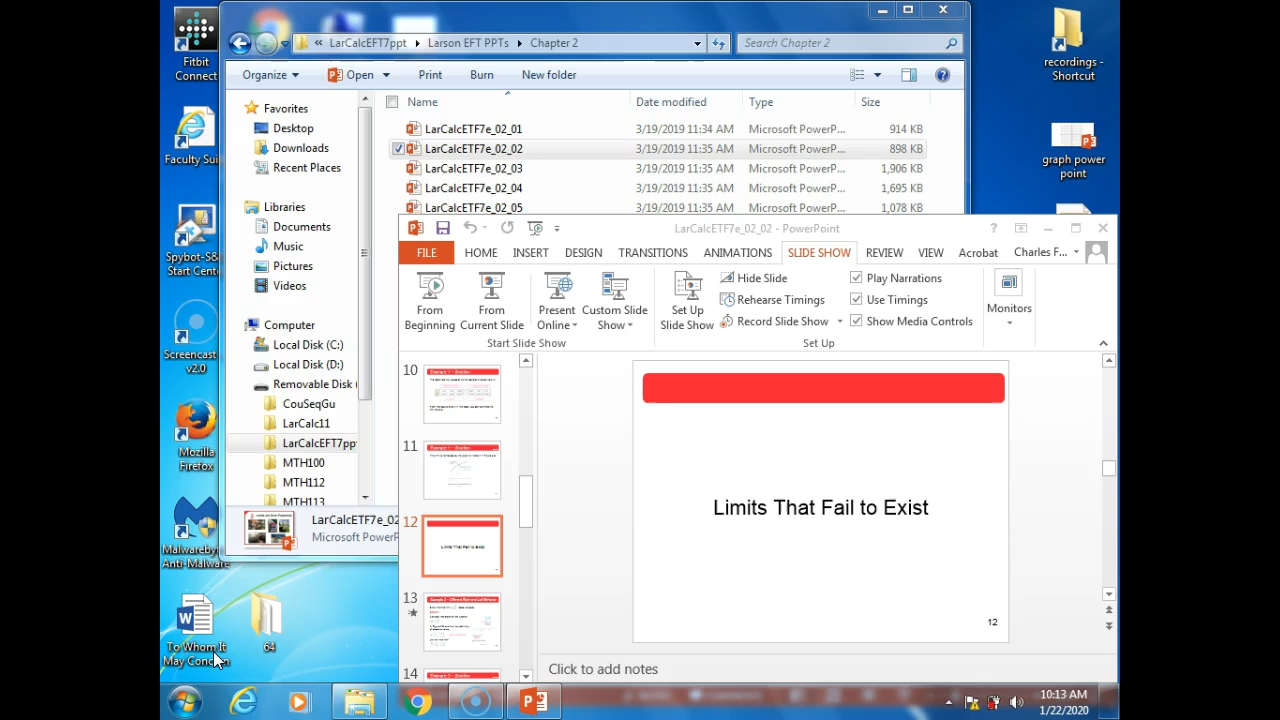 Fitbit
Connect
Faculty Sui
Spybot-S&
Start Cent
Screencast
v2.0
Mozilla
Firefox
Malwareby
Anti-Malware
To Whom It
May Concern
64
recordings -
Shortcut
graph power
point
« LarCalcEFT7ppt Larson EFT PPTs Chapter 2
Search Chapter 2
Organize Open Print Burn New folder
Name Date modified Type Size
LarCalcETF7e_02_01 3/19/2019 11:34 AM Microsoft PowerP... 914 KB
LarCalcETF7e_02_02 3/19/2019 11:35 AM Microsoft PowerP... 898 KB
LarCalcETF7e_02_03 3/19/2019 11:35 AM Microsoft PowerP... 1,906 KB
LarCalcETF7e_02_04 3/19/2019 11:35 AM Microsoft PowerP... 1,695 KB
LarCalcETF7e_02_05 3/19/2019 11:35 AM Microsoft PowerP... 1,078 KB
Favorites
Desktop
Downloads
Recent Places
Libraries
Documents
Music
Pictures
Videos
Computer
Local Disk (C:)
Local Disk (D:)
Removable Disk
CouSeqGu
LarCalc11
LarCalcEFT7pp
MTH100
MTH112
MTH113
LarCalcETF7e_02
Microsoft PowerP
LarCalcETF7e_02_02 - PowerPoint
FILE HOME INSERT DESIGN TRANSITIONS ANIMATIONS SLIDE SHOW REVIEW VIEW Acrobat Charles F...
From
Beginning
From
Current Slide
Present
Online
Custom Slide
Show
Set Up
Slide Show
Hide Slide
Rehearse Timings
Record Slide Show
Play Narrations
Use Timings
Show Media Controls
Monitors
Start Slide Show Set Up
10
11
12
Limits That Fail to Exist
13
14
Limits That Fail to Exist
12
Click to add notes
10:13 AM
1/22/2020